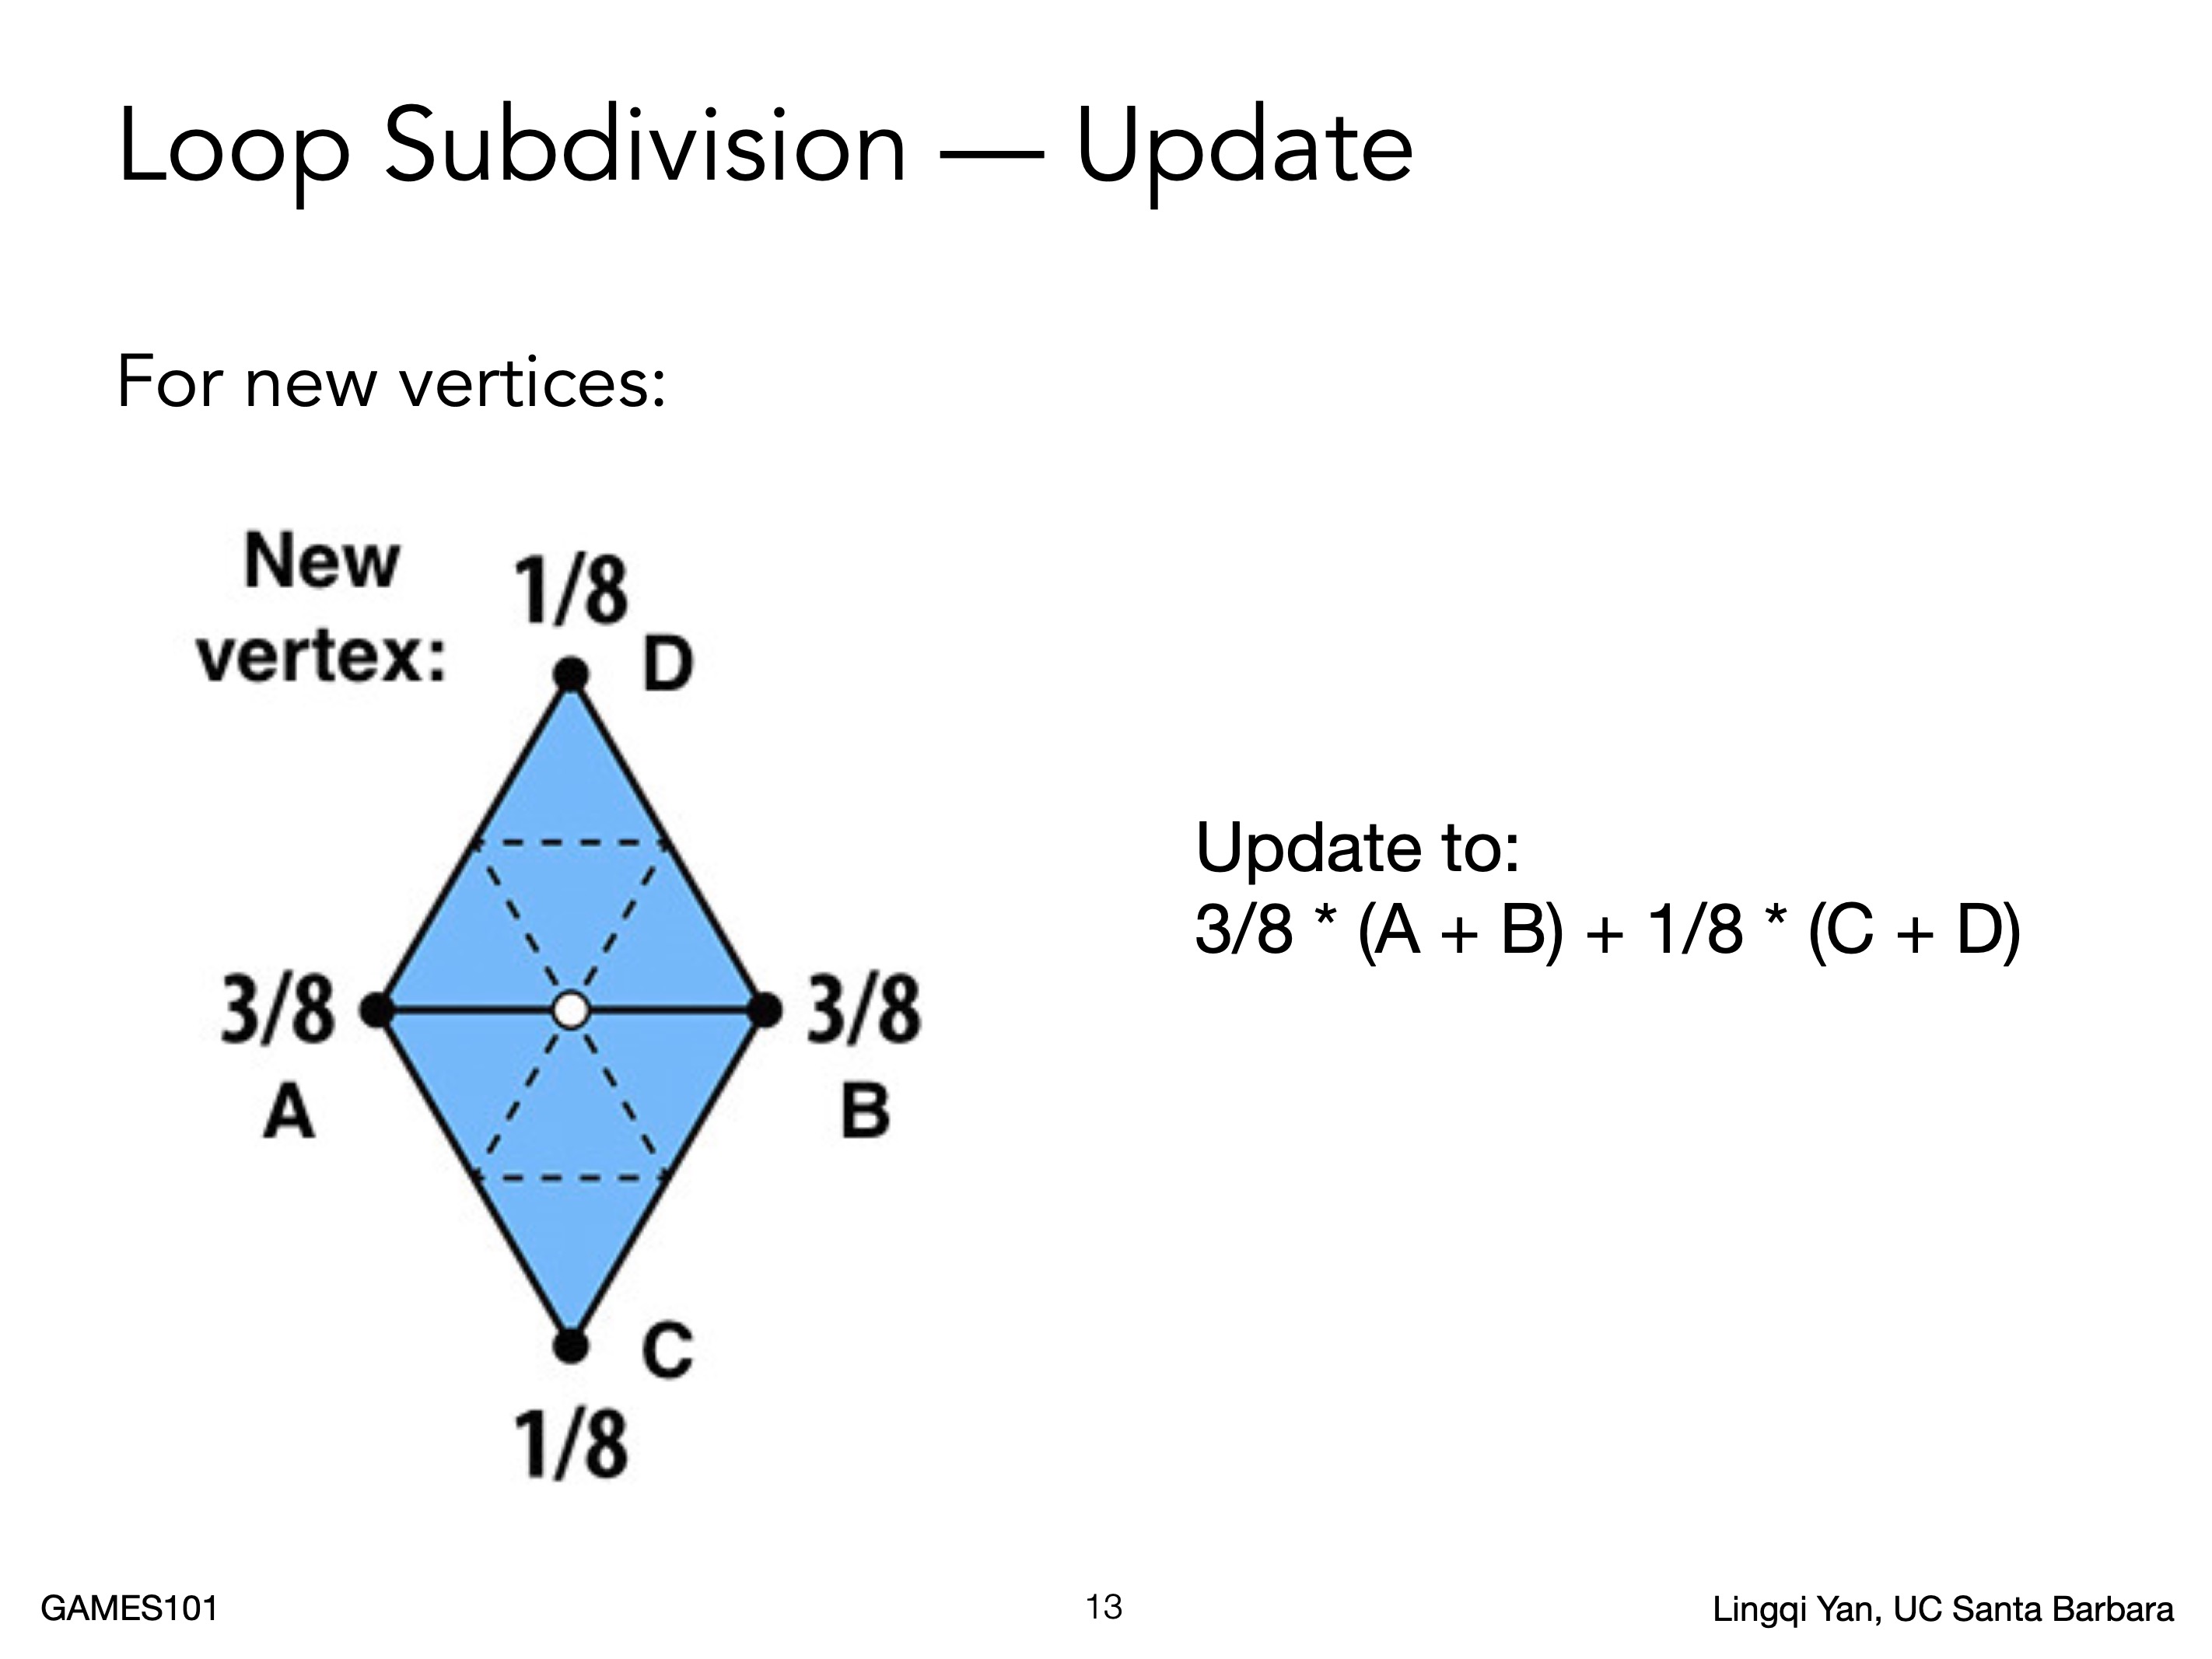 Loop Subdivision — Update
For new vertices:
New
vertex:
1/8
D
3/8
A
3/8
B
C
1/8
Update to:
3/8 * (A + B) + 1/8 * (C + D)
GAMES101
13
Lingqi Yan, UC Santa Barbara